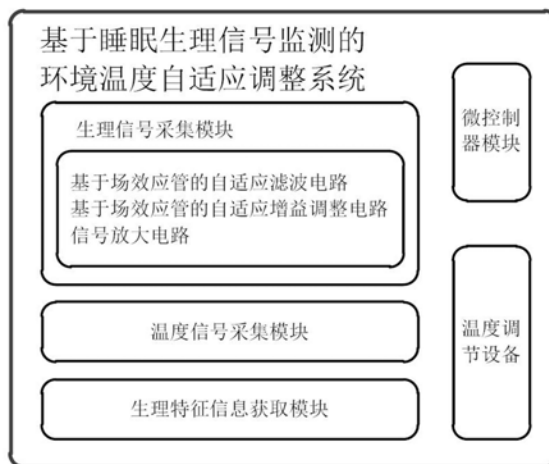 基于睡眠生理信号监测的
环境温度自适应调整系统
生理信号采集模块
基于场效应管的自适应滤波电路
基于场效应管的自适应增益调整电路
信号放大电路
温度信号采集模块
生理特征信息获取模块
微控制
器模块
温度调
节设备